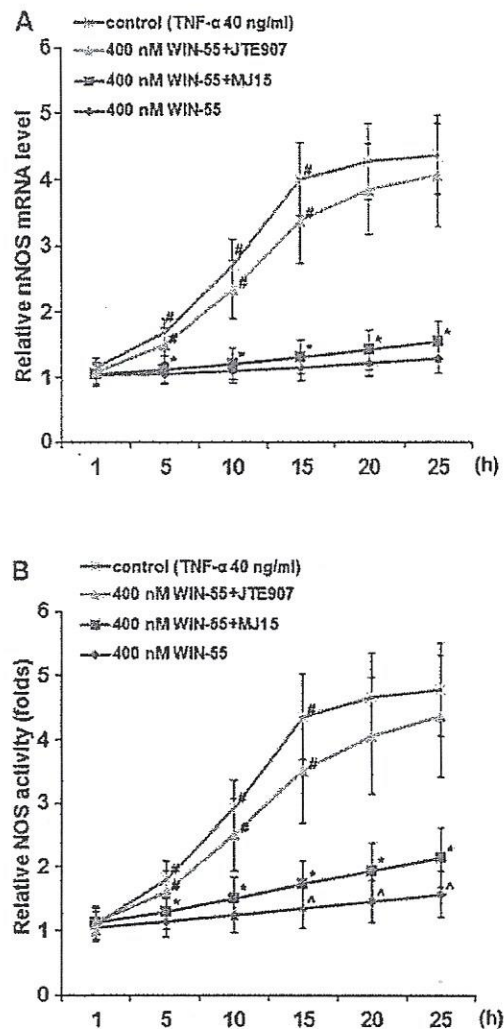 A
control (TNF-α 40 ng/ml)
400 nM WIN-55+JTE907
400 nM WIN-55+MJ15
400 nM WIN-55
Relative nNOS mRNA level
6
5
4
3
2
1
0
# # # # # #
* * * * *
1 5 10 15 20 25 (h)
B
control (TNF-α 40 ng/ml)
400 nM WIN-55+JTE907
400 nM WIN-55+MJ15
400 nM WIN-55
Relative NOS activity (folds)
6
5
4
3
2
1
0
# # # # # #
* * * * *
^ ^ ^
1 5 10 15 20 25 (h)